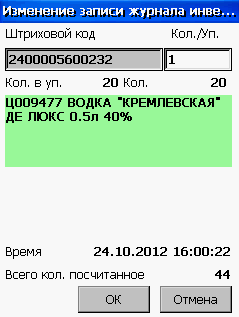 Изменение записи журнала инве...
Штриховой код Кол./Уп.
2400005600232 1
Кол. в уп. 20 Кол. 20
Ц009477 ВОДКА "КРЕМЛЕВСКАЯ"
ДЕ ЛЮКС 0.5л 40%
Время 24.10.2012 16:00:22
Всего кол. посчитанное 44
ОК Отмена